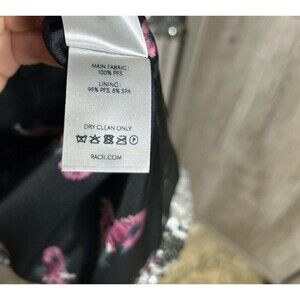 MAIN FABRIC :
100% PES
LINING :
95% PES, 5% SPA
DRY CLEAN ONLY
RACIL.COM